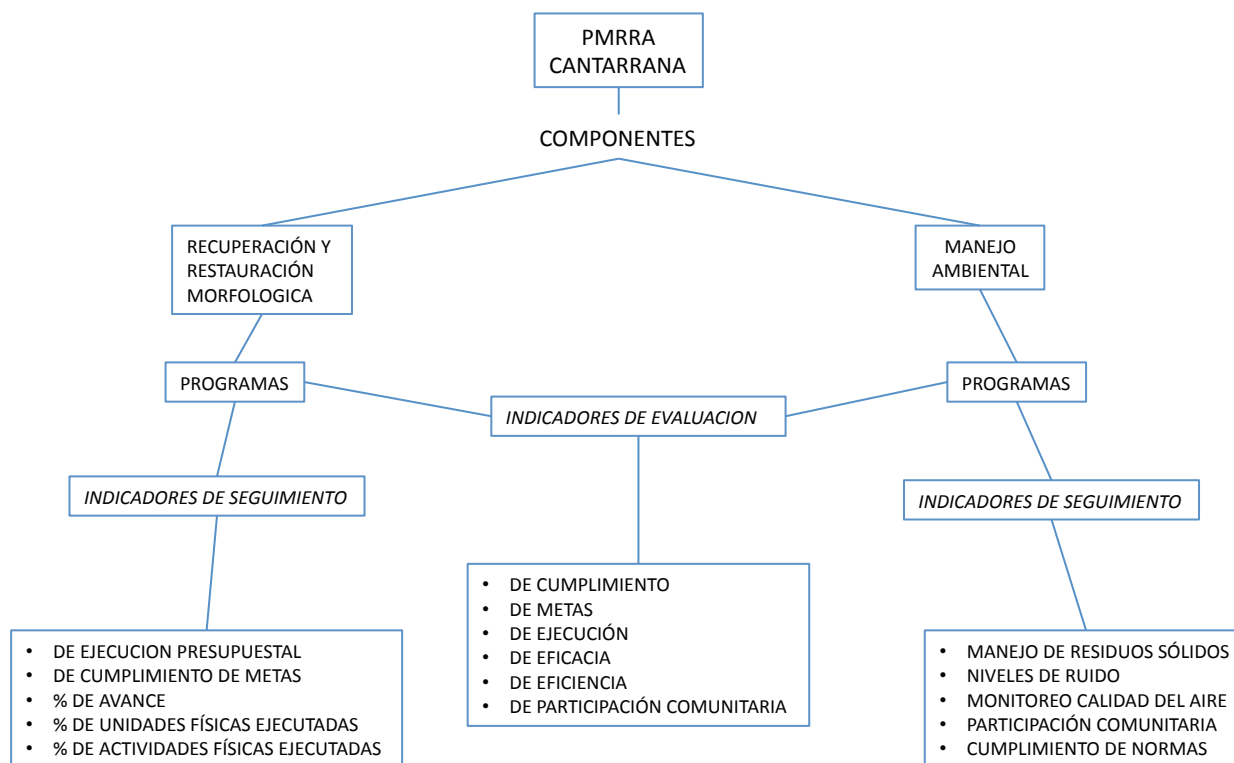 PMRRA
CANTARRANA
COMPONENTES
RECUPERACIÓN Y
RESTAURACIÓN
MORFOLOGICA
MANEJO
AMBIENTAL
PROGRAMAS
PROGRAMAS
INDICADORES DE EVALUACION
INDICADORES DE SEGUIMIENTO
INDICADORES DE SEGUIMIENTO
• DE EJECUCION PRESUPUESTAL
• DE CUMPLIMIENTO DE METAS
• % DE AVANCE
• % DE UNIDADES FÍSICAS EJECUTADAS
• % DE ACTIVIDADES FÍSICAS EJECUTADAS
• DE CUMPLIMIENTO
• DE METAS
• DE EJECUCIÓN
• DE EFICACIA
• DE EFICIENCIA
• DE PARTICIPACIÓN COMUNITARIA
• MANEJO DE RESIDUOS SÓLIDOS
• NIVELES DE RUIDO
• MONITOREO CALIDAD DEL AIRE
• PARTICIPACIÓN COMUNITARIA
• CUMPLIMIENTO DE NORMAS